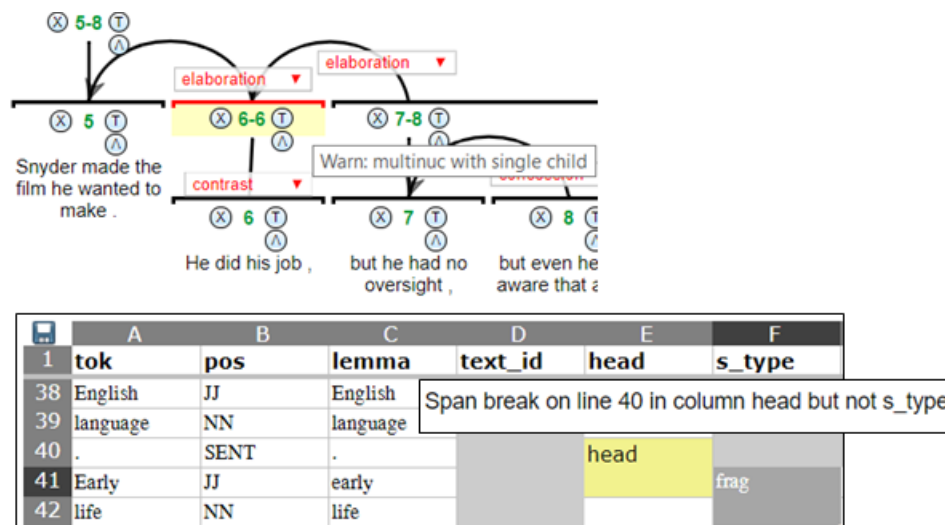 5-8
elaboration
elaboration
5
6-6
7-8
Warn: multinuc with single child
Snyder made the
film he wanted to
make .
contrast
6
7
8
He did his job ,
but he had no
oversight ,
but even he
aware that a
A B C D E F
1 tok pos lemma text_id head s_type
38 English JJ English
Span break on line 40 in column head but not s_type
39 language NN language
40 . SENT . head
41 Early JJ early frag
42 life NN life